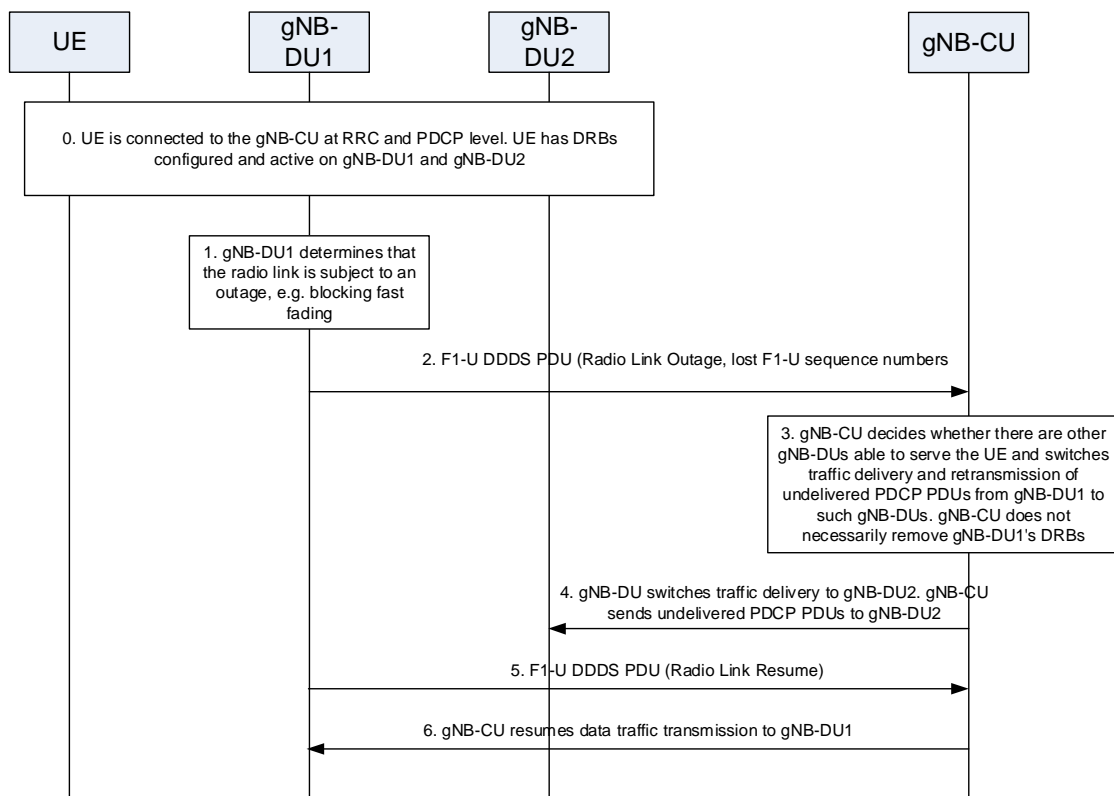 UE
gNB-
DU1
gNB-
DU2
gNB-CU
0. UE is connected to the gNB-CU at RRC and PDCP level. UE has DRBs
configured and active on gNB-DU1 and gNB-DU2
1. gNB-DU1 determines that
the radio link is subject to an
outage, e.g. blocking fast
fading
2. F1-U DDDS PDU (Radio Link Outage, lost F1-U sequence numbers
3. gNB-CU decides whether there are other
gNB-DUs able to serve the UE and switches
traffic delivery and retransmission of
undelivered PDCP PDUs from gNB-DU1 to
such gNB-DUs. gNB-CU does not
necessarily remove gNB-DU1's DRBs
4. gNB-DU switches traffic delivery to gNB-DU2. gNB-CU
sends undelivered PDCP PDUs to gNB-DU2
5. F1-U DDDS PDU (Radio Link Resume)
6. gNB-CU resumes data traffic transmission to gNB-DU1